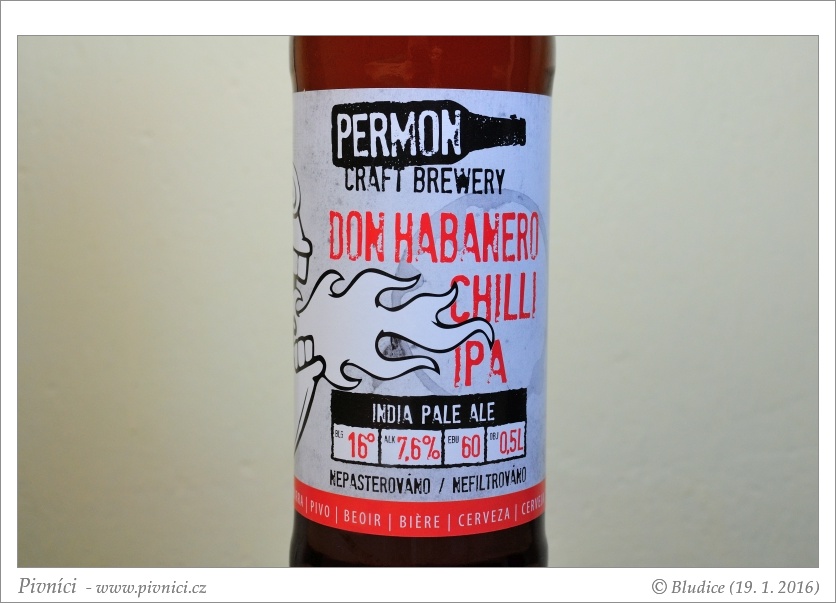 PERMON
CRAFT BREWERY
DON HABANERO
CHILLI
IPA
INDIA PALE ALE
BLG 16° ALK 7,6% EBU 60 OBJ 0,5L
NEPASTEROVÁNO / NEFILTROVÁNO
| PIVO | BEOIR | BIÈRE | CERVEZA |
Pivníci - www.pivnici.cz
© Bludice (19. 1. 2016)